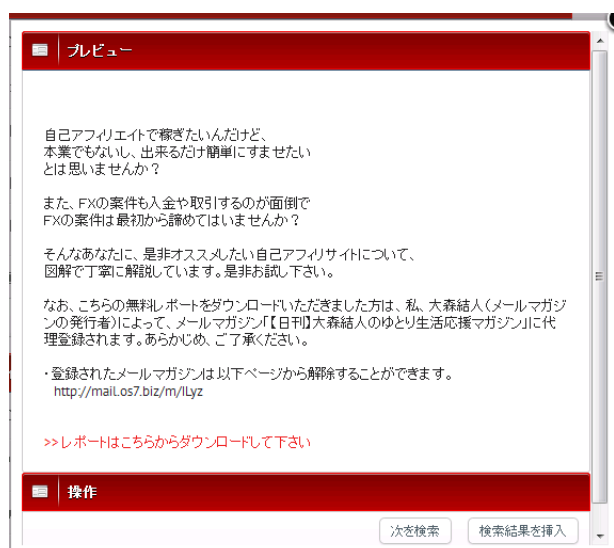 プレビュー
自己アフィリエイトで稼ぎたいんだけど、
本業でもないし、出来るだけ簡単にすませたい
とは思いませんか？
また、FXの案件も入金や取引するのが面倒で
FXの案件は最初から諦めてはいませんか？
そんなあなたに、是非オススメしたい自己アフィリサイトについて、
図解で丁寧に解説しています。是非お試し下さい。
なお、こちらの無料レポートをダウンロードいただきました方は、私、大森結人（メールマガジ
ンの発行者）によって、メールマガジン「【日刊】大森結人のゆとり生活応援マガジン」に代
理登録されます。あらかじめ、ご了承ください。
・登録されたメールマガジンは以下ページから解除することができます。
http://mail.os7.biz/m/ILyz
>>レポートはこちらからダウンロードして下さい
操作
次を検索 検索結果を挿入